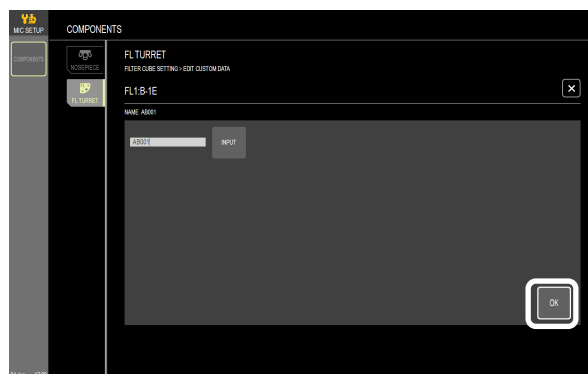 MIC SETUP
COMPONENTS
COMPONENTS
NOSEPIECE
FL TURRET
FL TURRET
FILTER CUBE SETTING > EDIT CUSTOM DATA
FL1:B-1E
NAME AB001
AB001
INPUT
OK